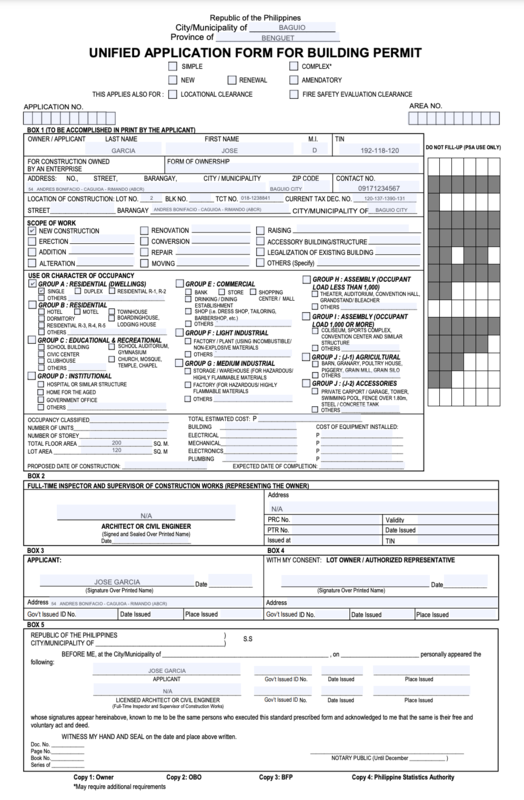 Republic of the Philippines
City/Municipality of BAGUIO
Province of BENGUET
UNIFIED APPLICATION FORM FOR BUILDING PERMIT
SIMPLE COMPLEX*
NEW RENEWAL AMENDATORY
THIS APPLIES ALSO FOR : LOCATIONAL CLEARANCE FIRE SAFETY EVALUATION CLEARANCE
APPLICATION NO. AREA NO.
BOX 1 (TO BE ACCOMPLISHED IN PRINT BY THE APPLICANT)
OWNER / APPLICANT LAST NAME FIRST NAME M.I. TIN
DO NOT FILL-UP (PSA USE ONLY)
GARCIA JOSE D 192-118-120
FOR CONSTRUCTION OWNED BY AN ENTERPRISE FORM OF OWNERSHIP
ADDRESS: NO., STREET, BARANGAY, CITY / MUNICIPALITY ZIP CODE CONTACT NO.
54 ANDRES BONIFACIO - CAGUIOA - RIMANDO (ABCR) BAGUIO CITY 09171234567
LOCATION OF CONSTRUCTION: LOT NO. 2 BLK NO. TCT NO. 018-1239841 CURRENT TAX DEC. NO. 120-137-1390-131
STREET BARANGAY ANDRES BONIFACIO - CAGUIOA - RIMANDO (ABCR) CITY/MUNICIPALITY OF BAGUIO CITY
SCOPE OF WORK
NEW CONSTRUCTION RENOVATION RAISING
ERECTION CONVERSION ACCESSORY BUILDING/STRUCTURE
ADDITION REPAIR LEGALIZATION OF EXISTING BUILDING
ALTERATION MOVING OTHERS (Specify)
USE OR CHARACTER OF OCCUPANCY
GROUP A : RESIDENTIAL (DWELLINGS)
SINGLE DUPLEX RESIDENTIAL R-1, R-2
OTHERS
GROUP B : RESIDENTIAL
HOTEL MOTEL TOWNHOUSE
DORMITORY BOARDINGHOUSE,
RESIDENTIAL R-3, R-4, R-5 LODGING HOUSE
OTHERS
GROUP C : EDUCATIONAL & RECREATIONAL
SCHOOL BUILDING SCHOOL AUDITORIUM,
CIVIC CENTER GYMNASIUM
CLUBHOUSE CHURCH, MOSQUE,
OTHERS TEMPLE, CHAPEL
GROUP D : INSTITUTIONAL
HOSPITAL OR SIMILAR STRUCTURE
HOME FOR THE AGED
GOVERNMENT OFFICE
OTHERS
GROUP E : COMMERCIAL
BANK STORE SHOPPING
DRINKING / DINING CENTER / MALL
ESTABLISHMENT
SHOP (i.e. DRESS SHOP, TAILORING,
BARBERSHOP, etc.)
OTHERS
GROUP F : LIGHT INDUSTRIAL
FACTORY / PLANT (USING INCOMBUSTIBLE/
NON-EXPLOSIVE MATERIALS)
OTHERS
GROUP G : MEDIUM INDUSTRIAL
STORAGE / WAREHOUSE (FOR HAZARDOUS/
HIGHLY FLAMMABLE MATERIALS)
FACTORY (FOR HAZARDOUS/ HIGHLY
FLAMMABLE MATERIALS
OTHERS
GROUP H : ASSEMBLY (OCCUPANT
LOAD LESS THAN 1,000)
THEATER, AUDITORIUM, CONVENTION HALL,
GRANDSTAND/BLEACHER
OTHERS
GROUP I : ASSEMBLY (OCCUPANT
LOAD 1,000 OR MORE)
COLISEUM, SPORTS COMPLEX,
CONVENTION CENTER AND SIMILAR
STRUCTURE
OTHERS
GROUP J : (J-1) AGRICULTURAL
BARN, GRANARY, POULTRY HOUSE,
PIGGERY, GRAIN MILL, GRAIN SILO
OTHERS
GROUP J : (J-2) ACCESSORIES
PRIVATE CARPORT / GARAGE, TOWER,
SWIMMING POOL, FENCE OVER 1.80m,
STEEL / CONCRETE TANK
OTHERS
OCCUPANCY CLASSIFIED TOTAL ESTIMATED COST: P
NUMBER OF UNITS BUILDING COST OF EQUIPMENT INSTALLED:
NUMBER OF STOREY ELECTRICAL P
TOTAL FLOOR AREA 200 SQ. M MECHANICAL P
LOT AREA 120 SQ. M ELECTRONICS P
PLUMBING P
PROPOSED DATE OF CONSTRUCTION: EXPECTED DATE OF COMPLETION:
BOX 2
FULL-TIME INSPECTOR AND SUPERVISOR OF CONSTRUCTION WORKS (REPRESENTING THE OWNER)
Address
N/A N/A
ARCHITECT OR CIVIL ENGINEER
(Signed and Sealed Over Printed Name)
Date
PRC No. Validity
PTR No. Date Issued
Issued at TIN
BOX 3 BOX 4
APPLICANT: WITH MY CONSENT: LOT OWNER / AUTHORIZED REPRESENTATIVE
JOSE GARCIA Date Date
(Signature Over Printed Name) (Signature Over Printed Name)
Address 54 ANDRES BONIFACIO - CAGUIOA - RIMANDO (ABCR) Address
Gov't Issued ID No. Date Issued Place Issued Gov't Issued ID No. Date Issued Place Issued
BOX 5
REPUBLIC OF THE PHILIPPINES )
CITY/MUNICIPALITY OF ) S.S
BEFORE ME, at the City/Municipality of , on personally appeared the
following:
JOSE GARCIA
APPLICANT Gov't Issued ID No. Date Issued Place Issued
N/A
LICENSED ARCHITECT OR CIVIL ENGINEER Gov't Issued ID No. Date Issued Place Issued
(Full-Time Inspector and Supervisor of Construction Works)
whose signatures appear hereinabove, known to me to be the same persons who executed this standard prescribed form and acknowledged to me that the same is their free and
voluntary act and deed.
WITNESS MY HAND AND SEAL on the date and place above written.
Doc. No.
Page No.
Book No.
Series of
NOTARY PUBLIC (Until December )
Copy 1: Owner Copy 2: OBO Copy 3: BFP Copy 4: Philippine Statistics Authority
*May require additional requirements